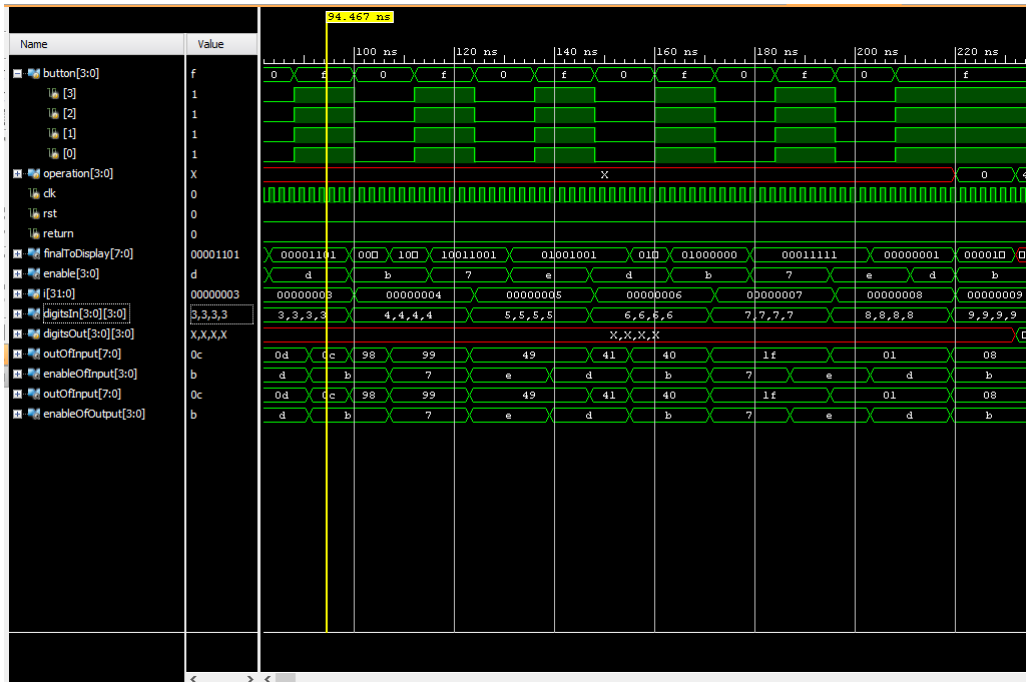 94.467 ns
Name Value
100 ns 120 ns 140 ns 160 ns 180 ns 200 ns 220 ns
button[3:0] f 0 f 0 f 0 f 0 f 0 f 0 f
[3] 1
[2] 1
[1] 1
[0] 1
operation[3:0] X X 0 4
clk 0
rst 0
return 0
finalToDisplay[7:0] 00001101 00001101 000 100 10011001 01001001 010 01000000 00011111 00000001 000010
enable[3:0] d d b 7 e d b 7 e d b
i[31:0] 00000003 00000003 00000004 00000005 00000006 00000007 00000008 00000009
digitsIn[3:0][3:0] 3,3,3,3 3,3,3,3 4,4,4,4 5,5,5,5 6,6,6,6 7,7,7,7 8,8,8,8 9,9,9,9
digitsOut[3:0][3:0] X,X,X,X X,X,X,X
outOfInput[7:0] 0c 0d 0c 98 99 49 41 40 1f 01 08
enableOfInput[3:0] b d b 7 e d b 7 e d b
outOfInput[7:0] 0c 0d 0c 98 99 49 41 40 1f 01 08
enableOfOutput[3:0] b d b 7 e d b 7 e d b